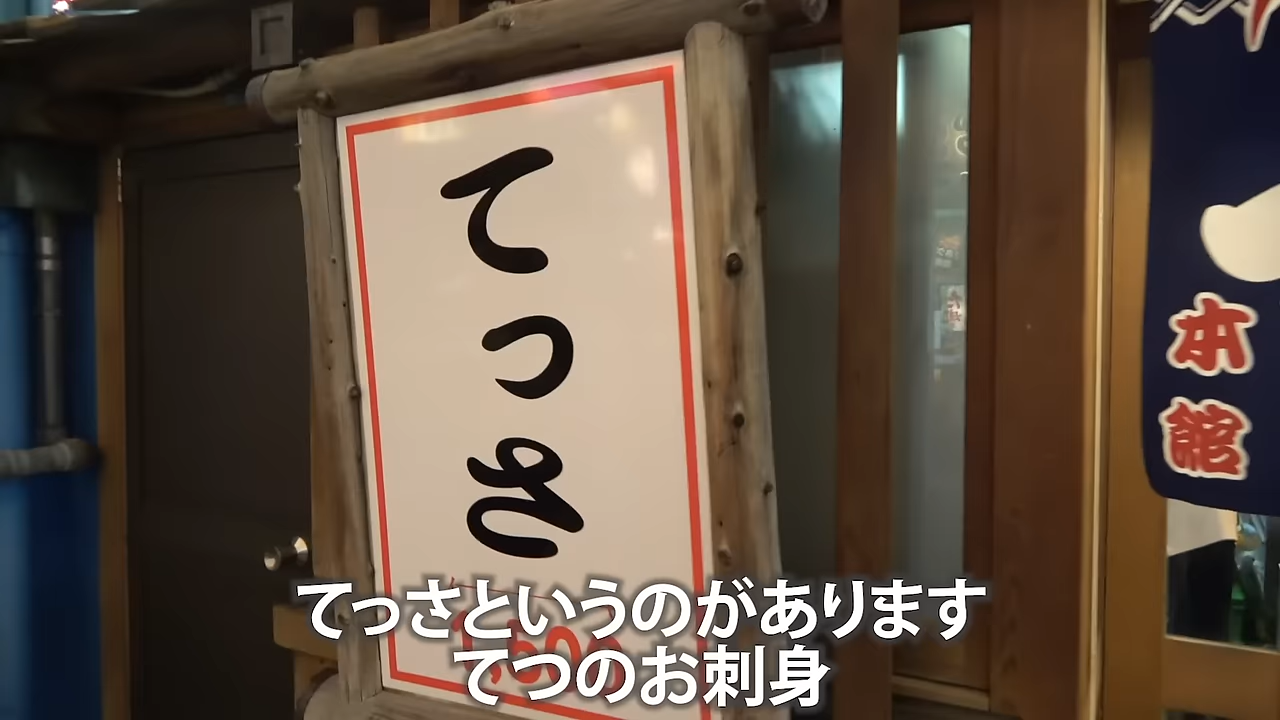 てっさ
本館
てっさというのがあります
てつのお刺身